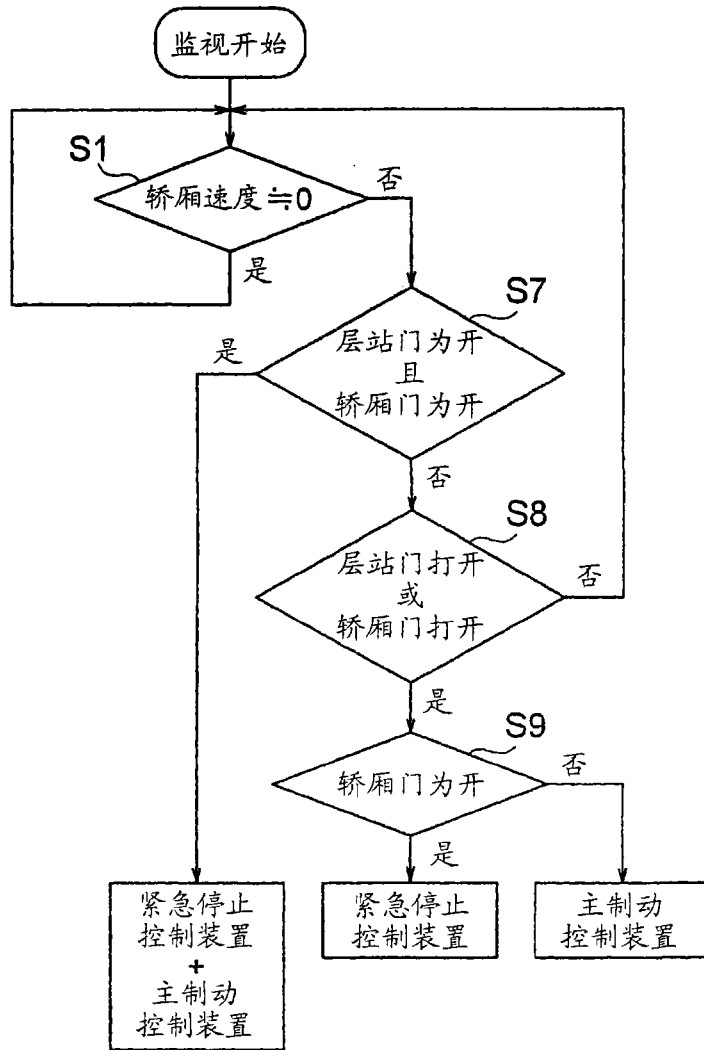 监视开始
S1
轿厢速度≒0
否
是
S7
层站门为开
且
轿厢门为开
是
否
S8
层站门打开
或
轿厢门打开
否
是
S9
轿厢门为开
否
是
紧急停止
控制装置
+
主制动
控制装置
紧急停止
控制装置
主制动
控制装置